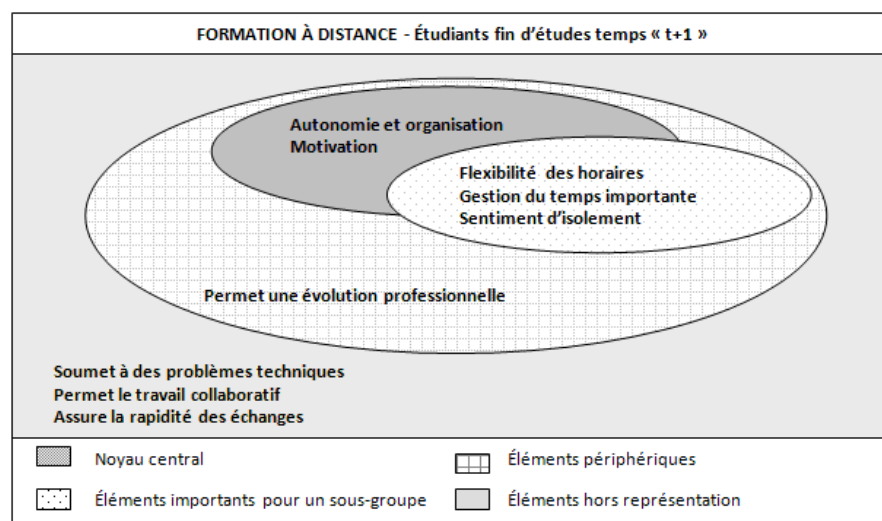 FORMATION À DISTANCE - Étudiants fin d'études temps « t+1 »
Autonomie et organisation
Motivation
Flexibilité des horaires
Gestion du temps importante
Sentiment d'isolement
Permet une évolution professionnelle
Soumet à des problèmes techniques
Permet le travail collaboratif
Assure la rapidité des échanges
Noyau central
Éléments périphériques
Éléments importants pour un sous-groupe
Éléments hors représentation